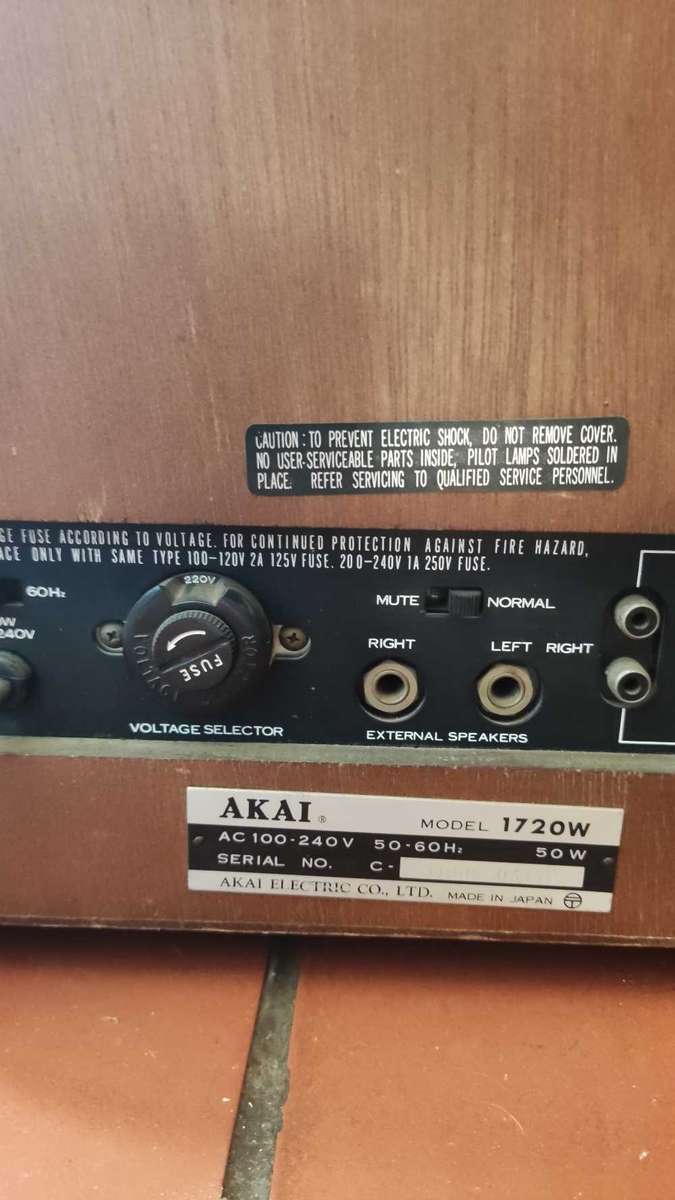 CAUTION: TO PREVENT ELECTRIC SHOCK, DO NOT REMOVE COVER.
NO USER-SERVICEABLE PARTS INSIDE, PILOT LAMPS SOLDERED IN
PLACE. REFER SERVICING TO QUALIFIED SERVICE PERSONNEL.
FUSE ACCORDING TO VOLTAGE. FOR CONTINUED PROTECTION AGAINST FIRE HAZARD,
ONLY WITH SAME TYPE 100-120V 2A 125V FUSE. 200-240V 1A 250V FUSE.
60Hz
240V
220V
FUSE
VOLTAGE SELECTOR
MUTE NORMAL
RIGHT LEFT RIGHT
EXTERNAL SPEAKERS
AKAI® MODEL 1720W
AC 100-240V 50-60Hz 50W
SERIAL NO. C-
AKAI ELECTRIC CO., LTD. MADE IN JAPAN